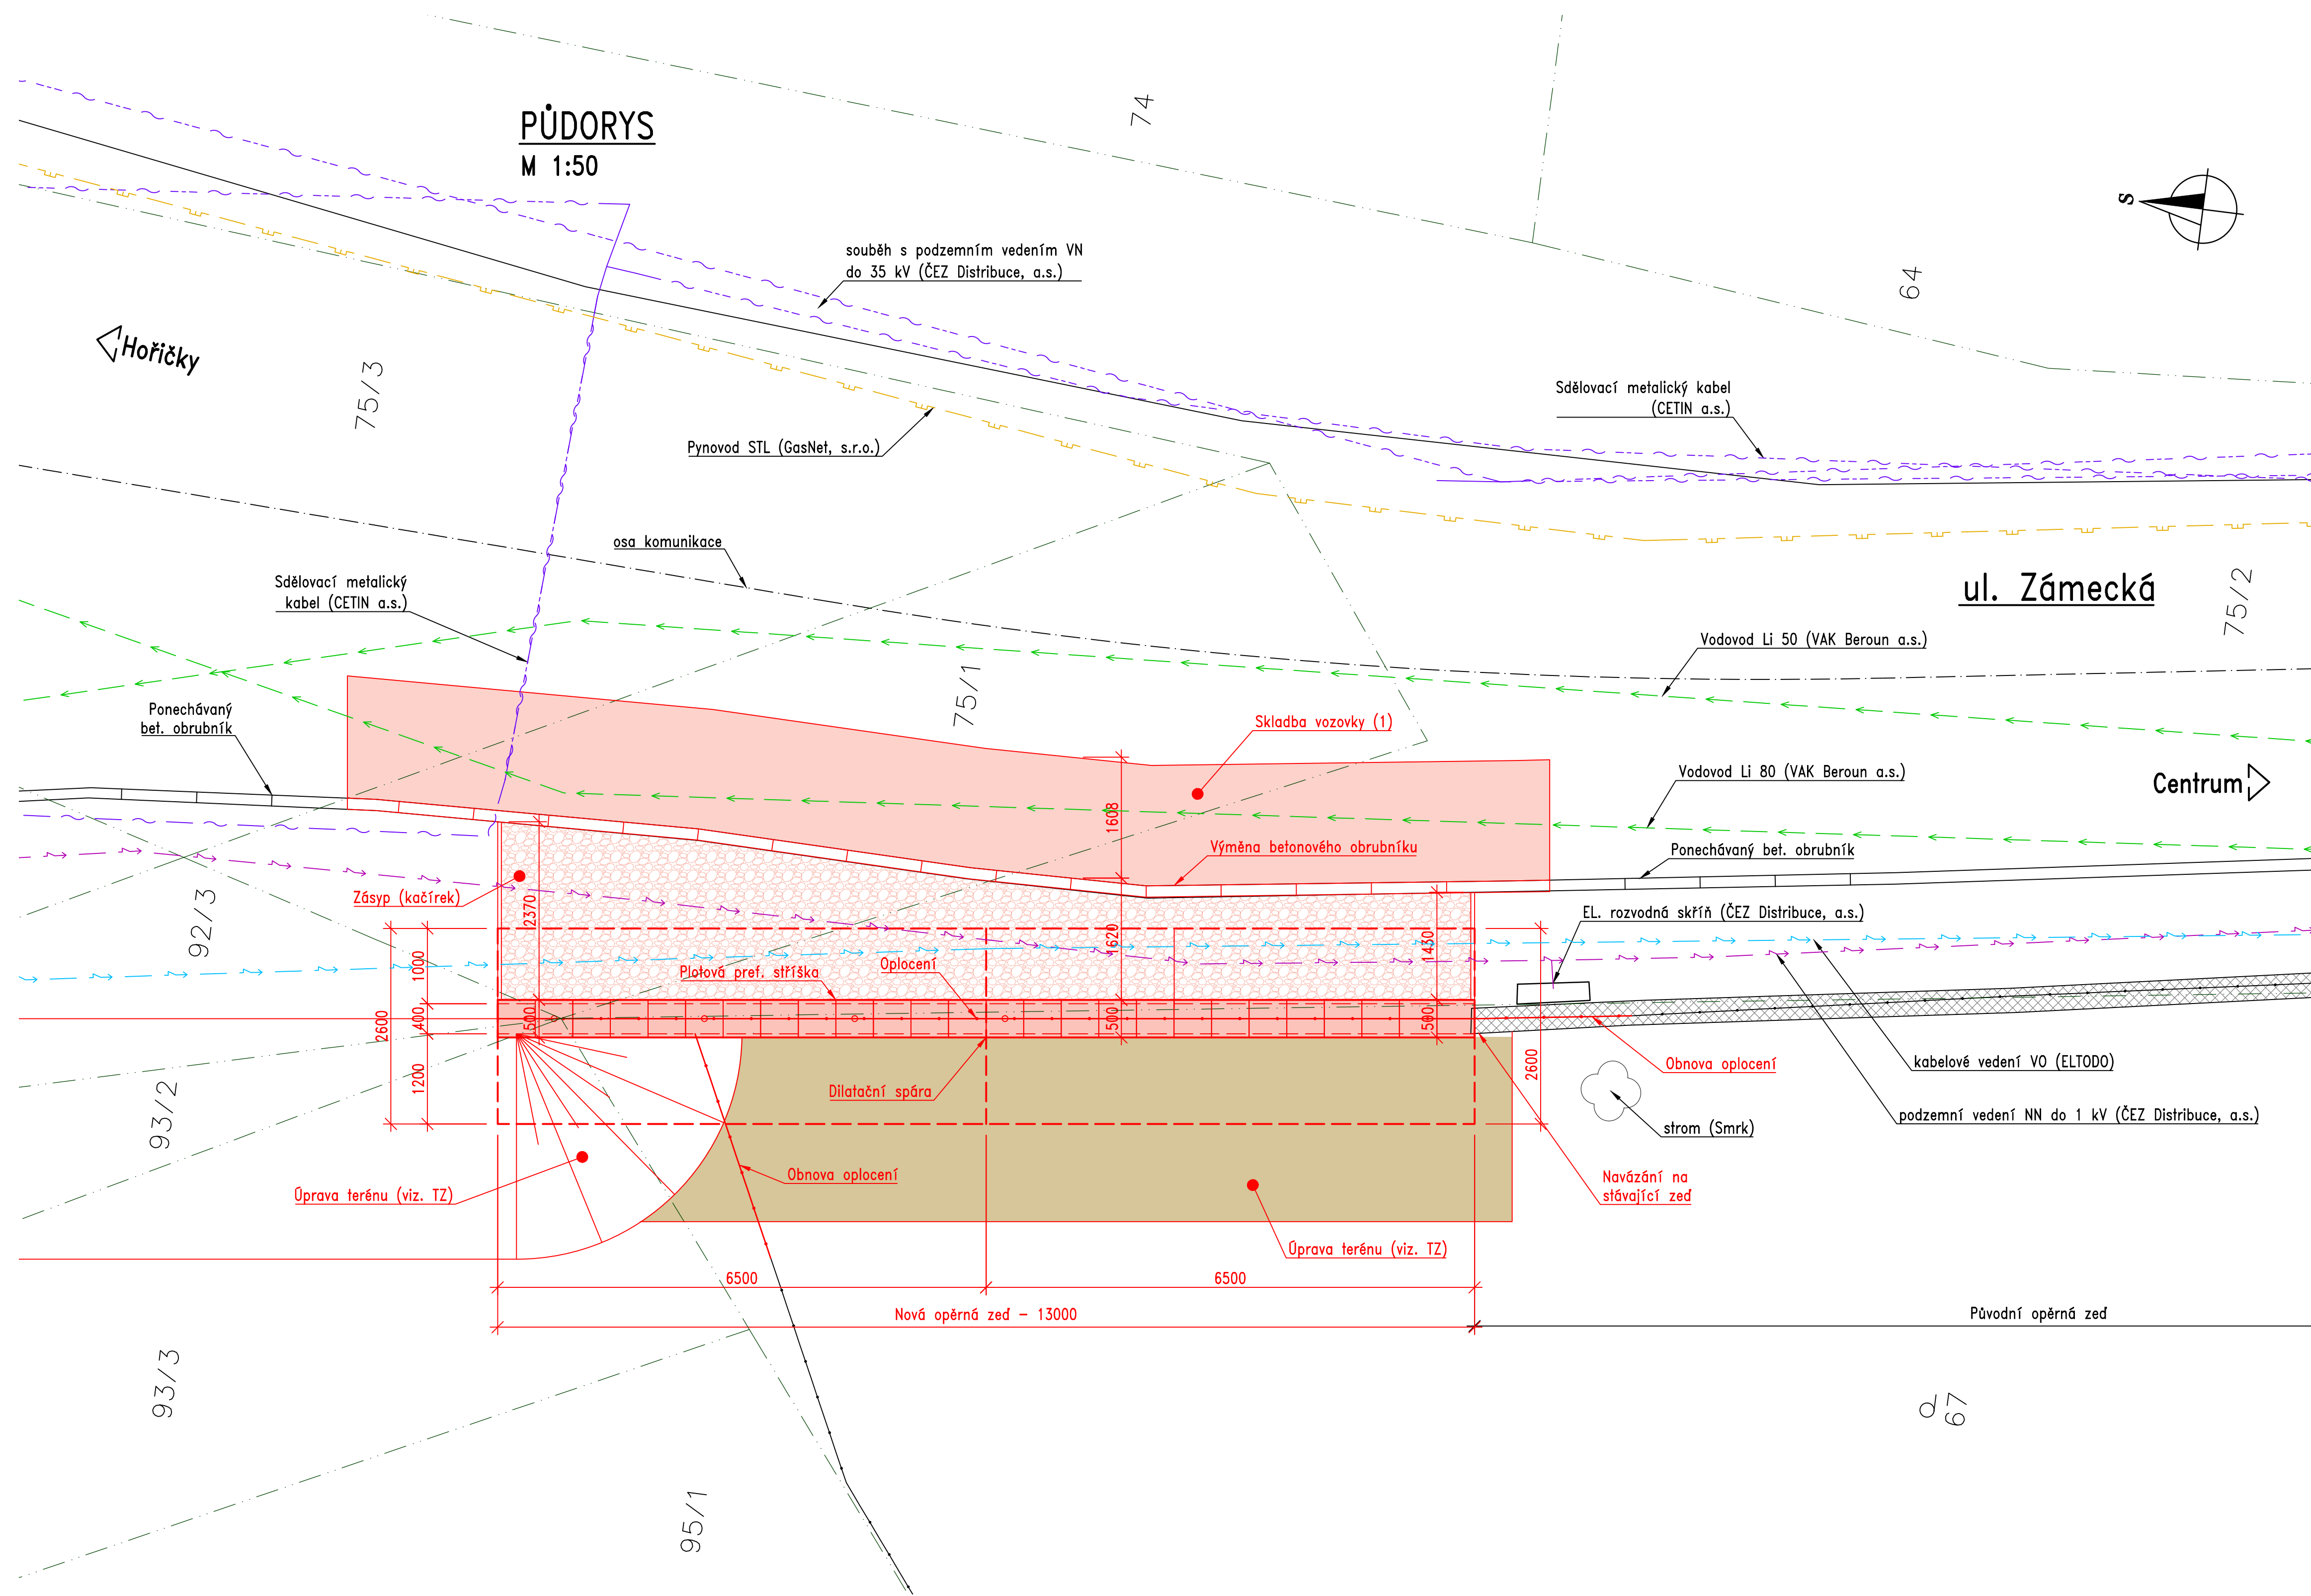 PŮDORYS
M 1:50
74
S
souběh s podzemním vedením VN
do 35 kV (ČEZ Distribuce, a.s.)
64
Hořičky
75/3
Sdělovací metalický kabel
(CETIN a.s.)
Pynovod STL (GasNet, s.r.o.)
osa komunikace
Sdělovací metalický
kabel (CETIN a.s.)
ul. Zámecká
75/2
Vodovod Li 50 (VAK Beroun a.s.)
75/1
Ponechávaný
bet. obrubník
Skladba vozovky (1)
Vodovod Li 80 (VAK Beroun a.s.)
Centrum
1608
Výměna betonového obrubníku
Ponechávaný bet. obrubník
Zásyp (kačírek)
2370
92/3
1620
1430
EL. rozvodná skříň (ČEZ Distribuce, a.s.)
1000
Plotová pref. stříška
Oplocení
2600
400
500
500
500
1200
Dilatační spára
2600
Obnova oplocení
kabelové vedení VO (ELTODO)
93/2
strom (Smrk)
podzemní vedení NN do 1 kV (ČEZ Distribuce, a.s.)
Obnova oplocení
Navázání na
stávající zeď
Úprava terénu (viz. TZ)
Úprava terénu (viz. TZ)
6500
6500
Nová opěrná zeď - 13000
Původní opěrná zeď
93/3
67
95/1